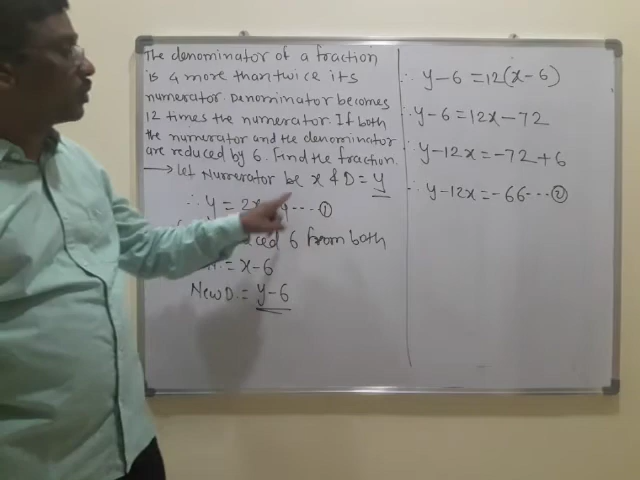 The denominator of a fraction
is 4 more than twice its
numerator. Denominator becomes
12 times the numerator. If both
the numerator and the denominator
are reduced by 6. Find the fraction.
→ Let Numerator be x & D = y
∴ y = 2x 4 ---- ①
6 from both
= x - 6
New D. = y - 6
∴ y - 6 = 12(x - 6)
∴ y - 6 = 12x - 72
∴ y - 12x = -72 + 6
∴ y - 12x = -66 --- ②